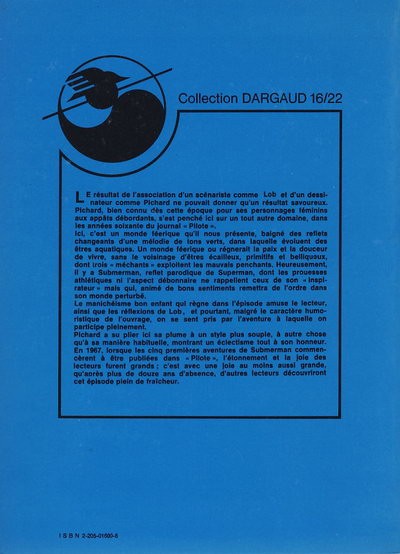 Collection DARGAUD 16/22
LE résultat de l'association d'un scénariste comme Lob et d'un dessi-
nateur comme Pichard ne pouvait donner qu'un résultat savoureux.
Pichard, bien connu dès cette époque pour ses personnages féminins
aux appâts débordants, s'est penché ici sur un tout autre domaine, dans
les années soixante du journal « Pilote ».
Ici, c'est un monde féerique qu'il nous présente, baigné des reflets
changeants d'une mélodie de tons verts, dans laquelle évoluent des
êtres aquatiques. Un monde féerique ou règnerait la paix et la douceur
de vivre, sans le voisinage d'êtres écailleux, primitifs et belliqueux,
dont trois « méchants » exploitent les mauvais penchants. Heureusement,
il y a Submerman, reflet parodique de Superman, dont les prouesses
athlétiques ni l'aspect débonnaire ne rappellent ceux de son « inspi-
rateur » mais qui, animé de bons sentiments remettra de l'ordre dans
son monde perturbé.
Le manichéisme bon enfant qui règne dans l'épisode amuse le lecteur,
ainsi que les réflexions de Lob, et pourtant, malgré le caractère humo-
ristique de l'ouvrage, on se sent pris par l'aventure à laquelle on
participe pleinement.
Pichard a su plier ici sa plume à un style plus souple, à autre chose
qu'à sa manière habituelle, montrant un éclectisme tout à son honneur.
En 1967, lorsque les cinq premières aventures de Submerman commen-
cèrent à être publiées dans « Pilote », l'étonnement et la joie des
lecteurs furent grands ; c'est avec une joie au moins aussi grande,
qu'après plus de douze ans d'absence, d'autres lecteurs découvriront
cet épisode plein de fraîcheur.
ISBN 2-205-01500-8